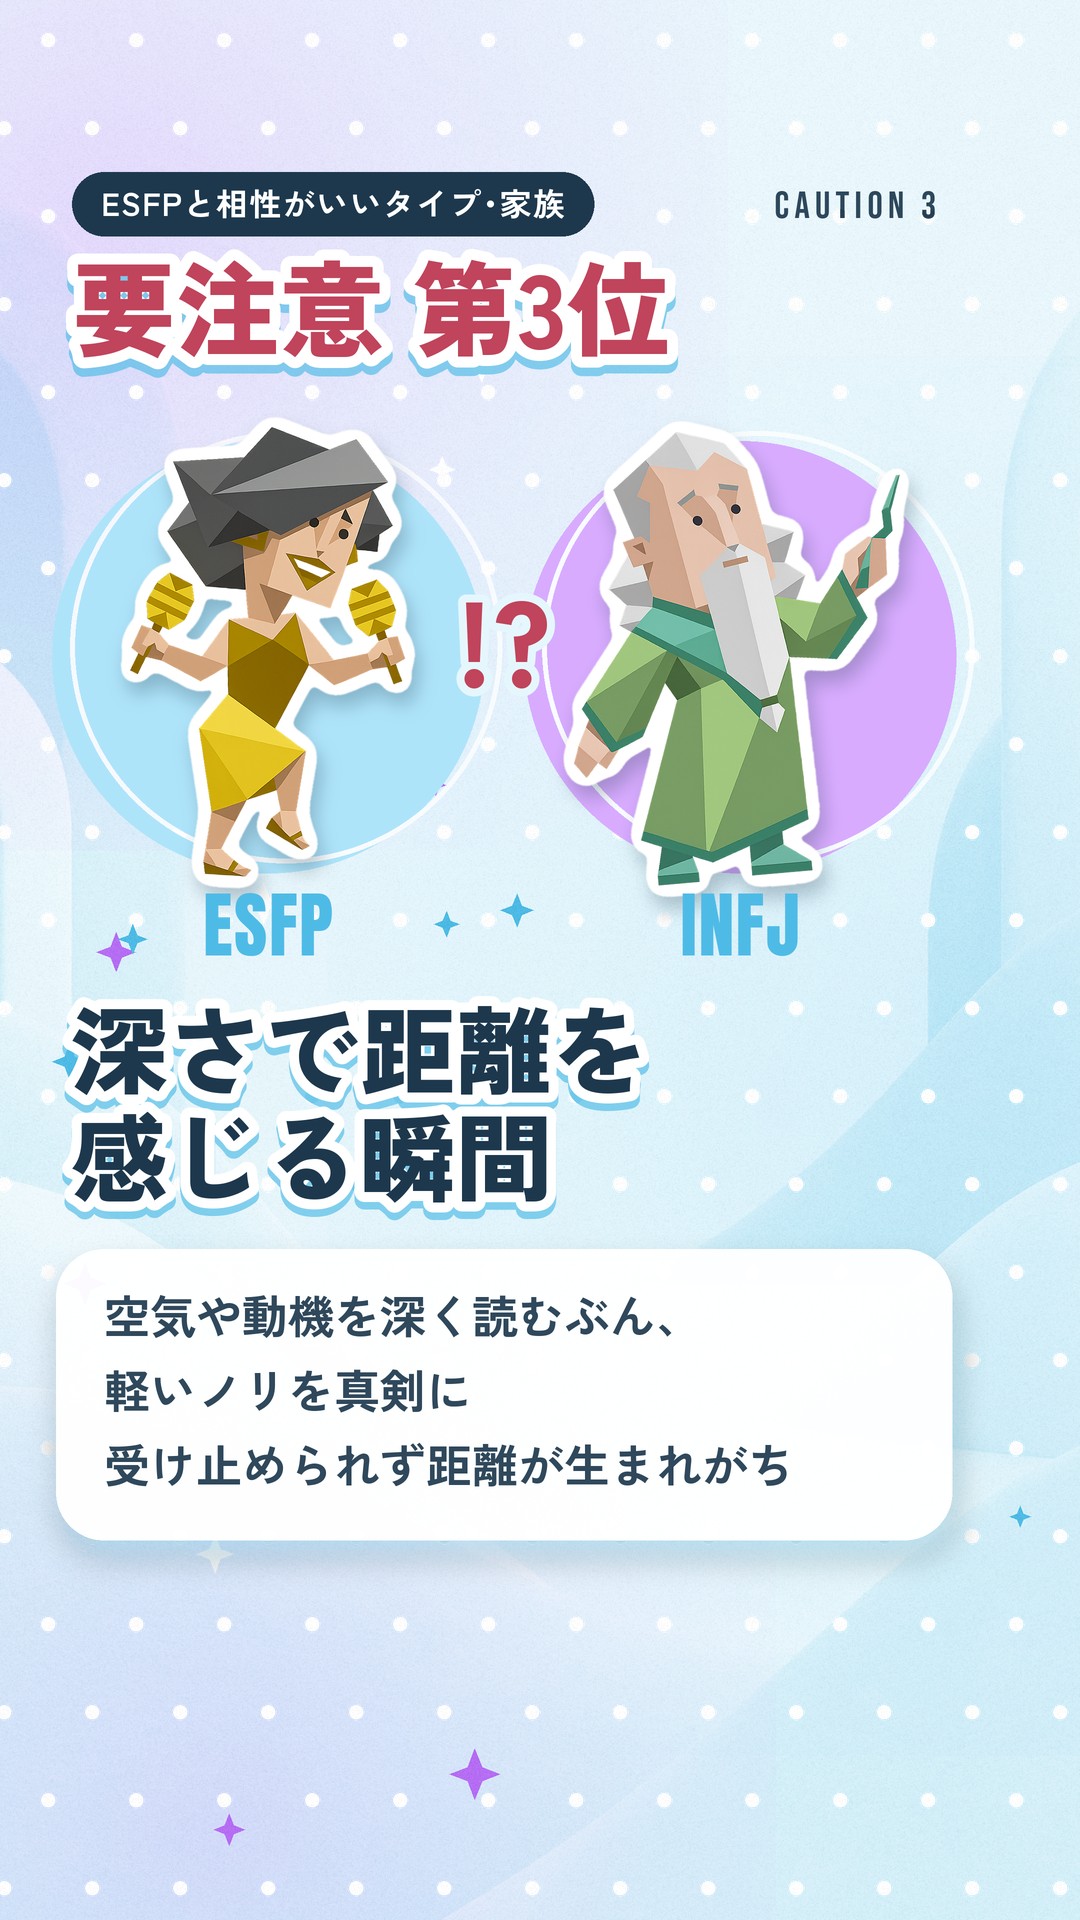 ESFPと相性がいいタイプ・家族
CAUTION 3
要注意 第3位
!?
ESFP
INFJ
深さで距離を
感じる瞬間
空気や動機を深く読むぶん、
軽いノリを真剣に
受け止められず距離が生まれがち